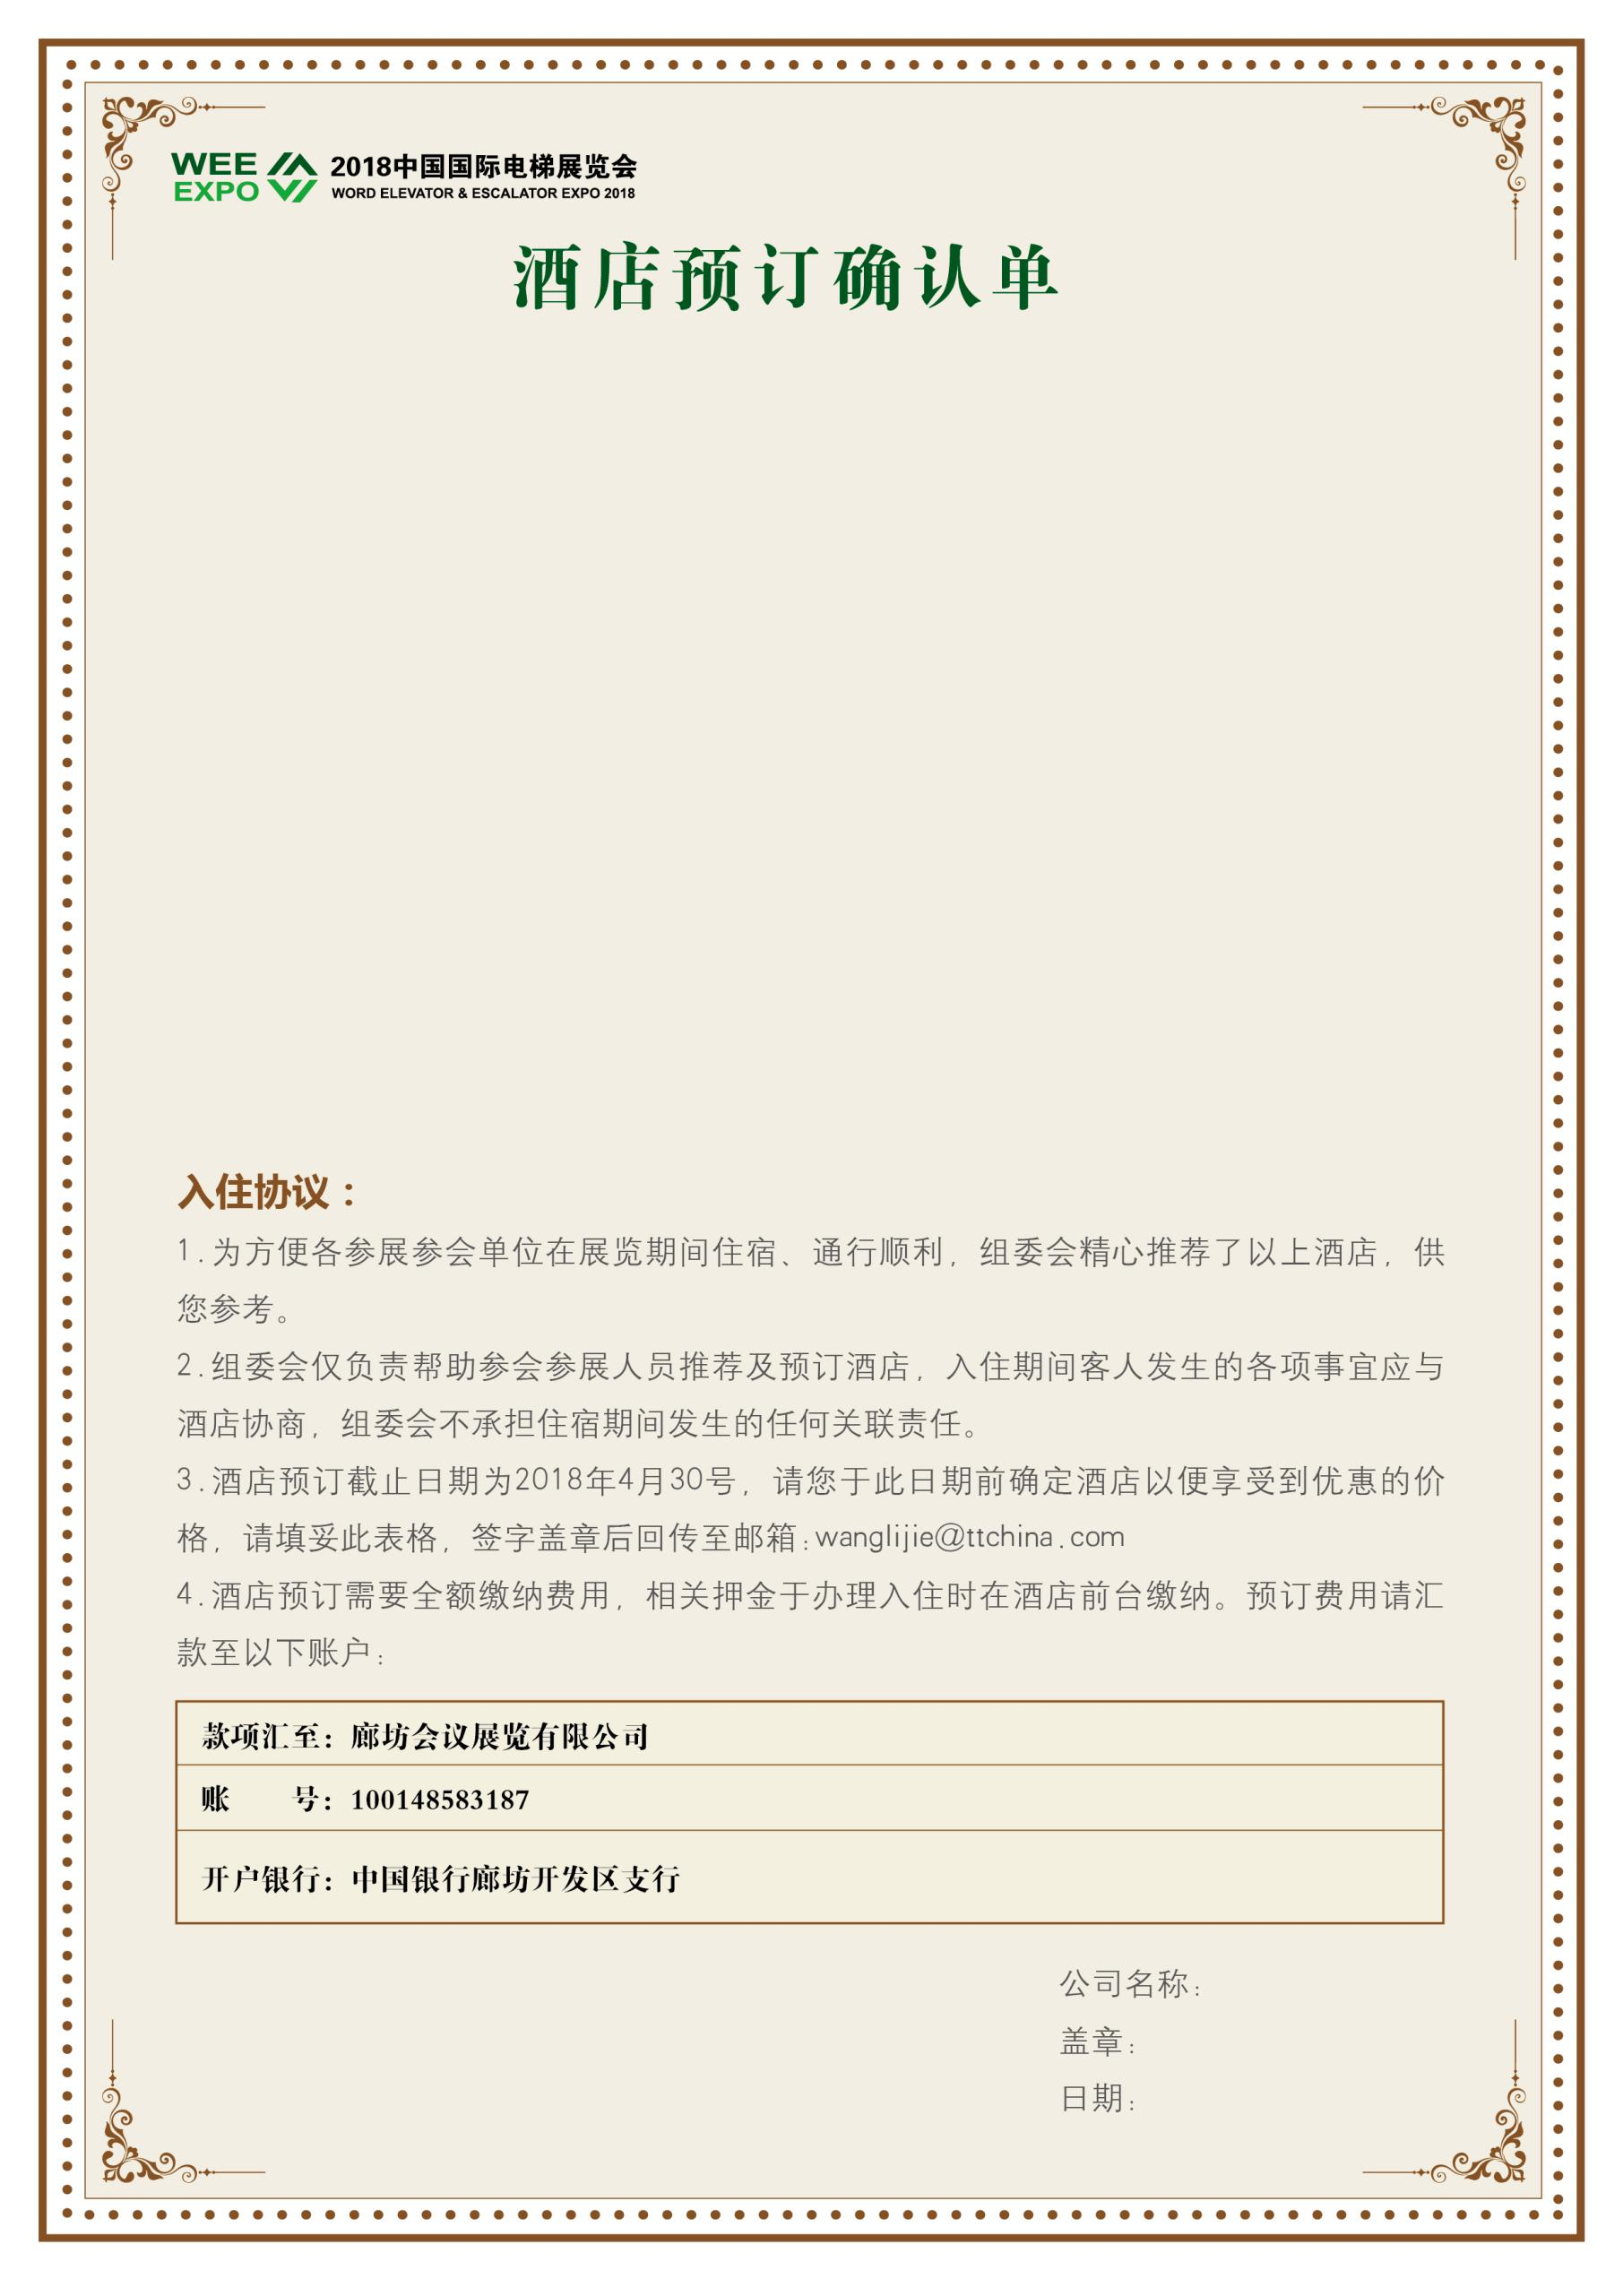 WEE
EXPO
2018中国国际电梯展览会
WORD ELEVATOR & ESCALATOR EXPO 2018
酒店预订确认单
入住协议：
1.为方便各参展参会单位在展览期间住宿、通行顺利，组委会精心推荐了以上酒店，供
您参考。
2.组委会仅负责帮助参会参展人员推荐及预订酒店，入住期间客人发生的各项事宜应与
酒店协商，组委会不承担住宿期间发生的任何关联责任。
3.酒店预订截止日期为2018年4月30号，请您于此日期前确定酒店以便享受到优惠的价
格，请填妥此表格，签字盖章后回传至邮箱:wanglijie@ttchina.com
4.酒店预订需要全额缴纳费用，相关押金于办理入住时在酒店前台缴纳。预订费用请汇
款至以下账户：
款项汇至：廊坊会议展览有限公司
账　　号：100148583187
开户银行：中国银行廊坊开发区支行
公司名称：
盖章：
日期：